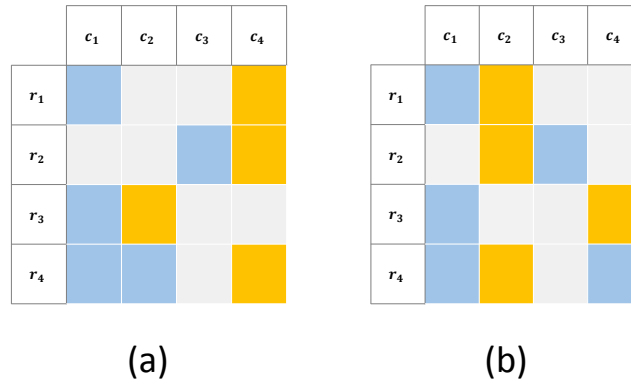 c₁ c₂ c₃ c₄
r₁
r₂
r₃
r₄
(a)
c₁ c₂ c₃ c₄
r₁
r₂
r₃
r₄
(b)